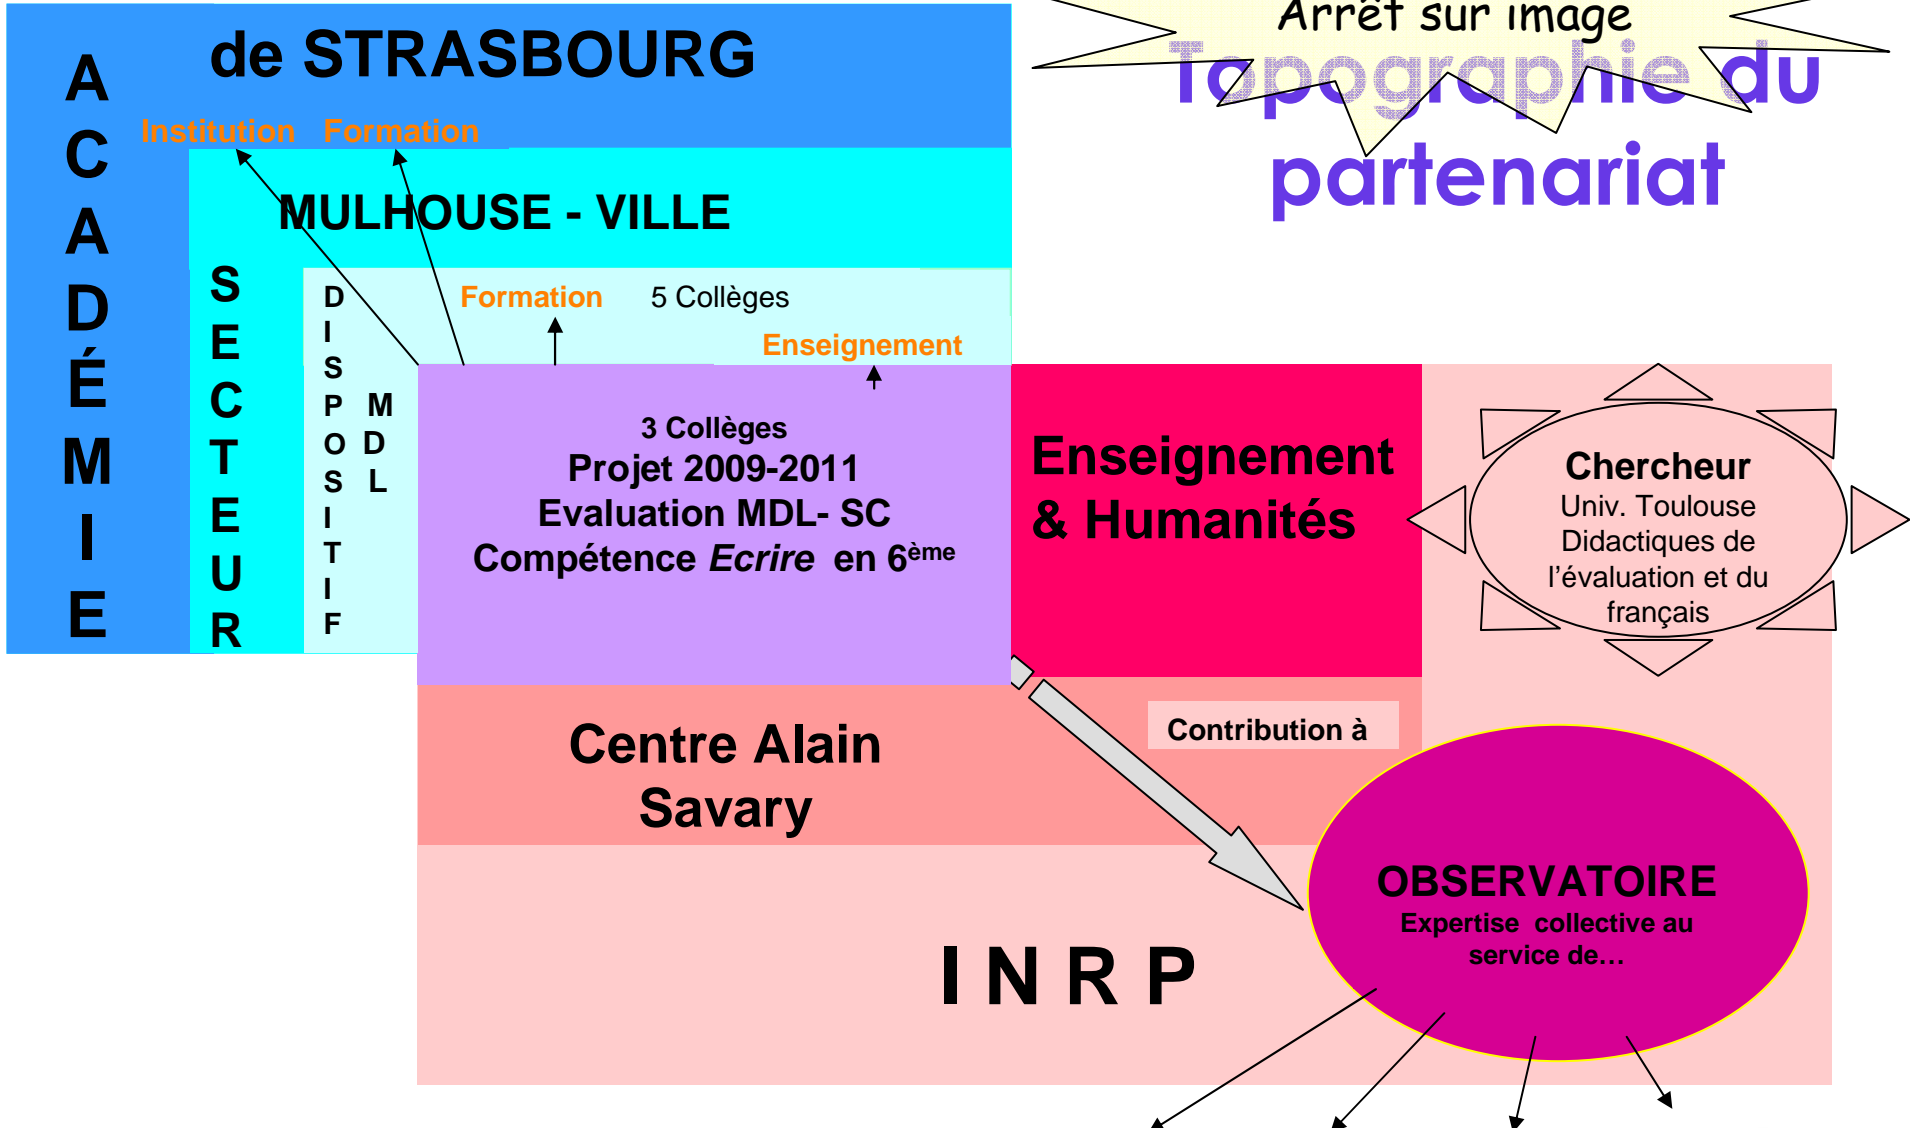 Arrêt sur image
Topographie du
partenariat
ACADÉMIE
de STRASBOURG
Institution Formation
SECTEUR
MULHOUSE - VILLE
DISPOSITIF
MDL
Formation 5 Collèges
Enseignement
3 Collèges
Projet 2009-2011
Evaluation MDL- SC
Compétence Ecrire en 6ème
Enseignement
& Humanités
Chercheur
Univ. Toulouse
Didactiques de
l’évaluation et du
français
Centre Alain
Savary
Contribution à
OBSERVATOIRE
Expertise collective au
service de…
I N R P